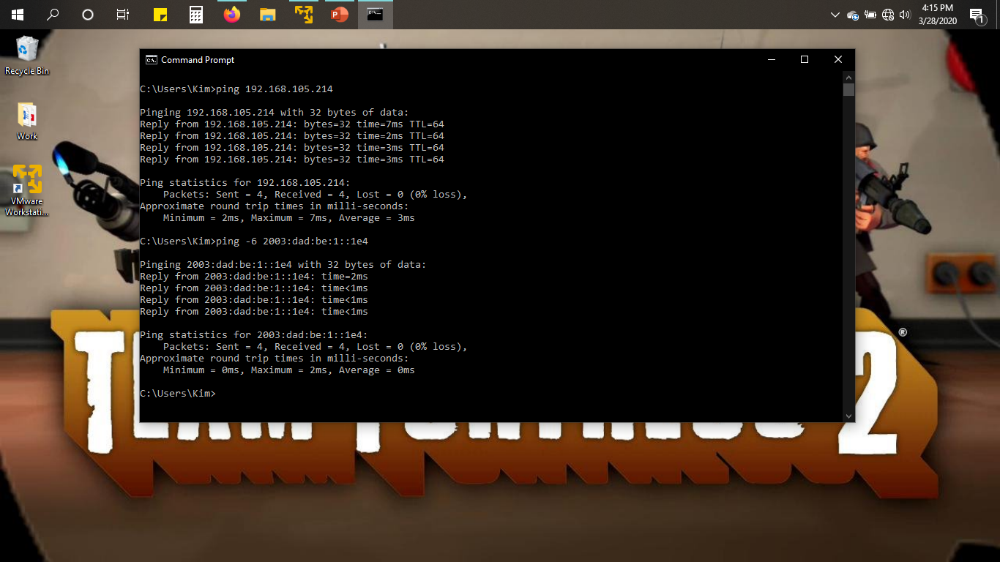 4:15 PM
3/28/2020
1
Recycle Bin
Work
VMware
Workstati...
Command Prompt
C:\Users\Kim>ping 192.168.105.214
Pinging 192.168.105.214 with 32 bytes of data:
Reply from 192.168.105.214: bytes=32 time=7ms TTL=64
Reply from 192.168.105.214: bytes=32 time=2ms TTL=64
Reply from 192.168.105.214: bytes=32 time=3ms TTL=64
Reply from 192.168.105.214: bytes=32 time=3ms TTL=64
Ping statistics for 192.168.105.214:
Packets: Sent = 4, Received = 4, Lost = 0 (0% loss),
Approximate round trip times in milli-seconds:
Minimum = 2ms, Maximum = 7ms, Average = 3ms
C:\Users\Kim>ping -6 2003:dad:be:1::1e4
Pinging 2003:dad:be:1::1e4 with 32 bytes of data:
Reply from 2003:dad:be:1::1e4: time=2ms
Reply from 2003:dad:be:1::1e4: time<1ms
Reply from 2003:dad:be:1::1e4: time<1ms
Reply from 2003:dad:be:1::1e4: time<1ms
Ping statistics for 2003:dad:be:1::1e4:
Packets: Sent = 4, Received = 4, Lost = 0 (0% loss),
Approximate round trip times in milli-seconds:
Minimum = 0ms, Maximum = 2ms, Average = 0ms
C:\Users\Kim>
2®